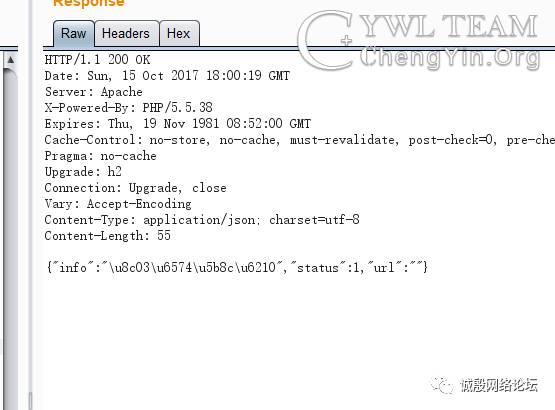 Response
CYWL TEAM
ChengYin.Org
Raw Headers Hex
HTTP/1.1 200 OK
Date: Sun, 15 Oct 2017 18:00:19 GMT
Server: Apache
X-Powered-By: PHP/5.5.38
Expires: Thu, 19 Nov 1981 08:52:00 GMT
Cache-Control: no-store, no-cache, must-revalidate, post-check=0, pre-che
Pragma: no-cache
Upgrade: h2
Connection: Upgrade, close
Vary: Accept-Encoding
Content-Type: application/json; charset=utf-8
Content-Length: 55
{"info":"\u8c03\u6574\u5b8c\u6210","status":1,"url":""}
诚殷网络论坛